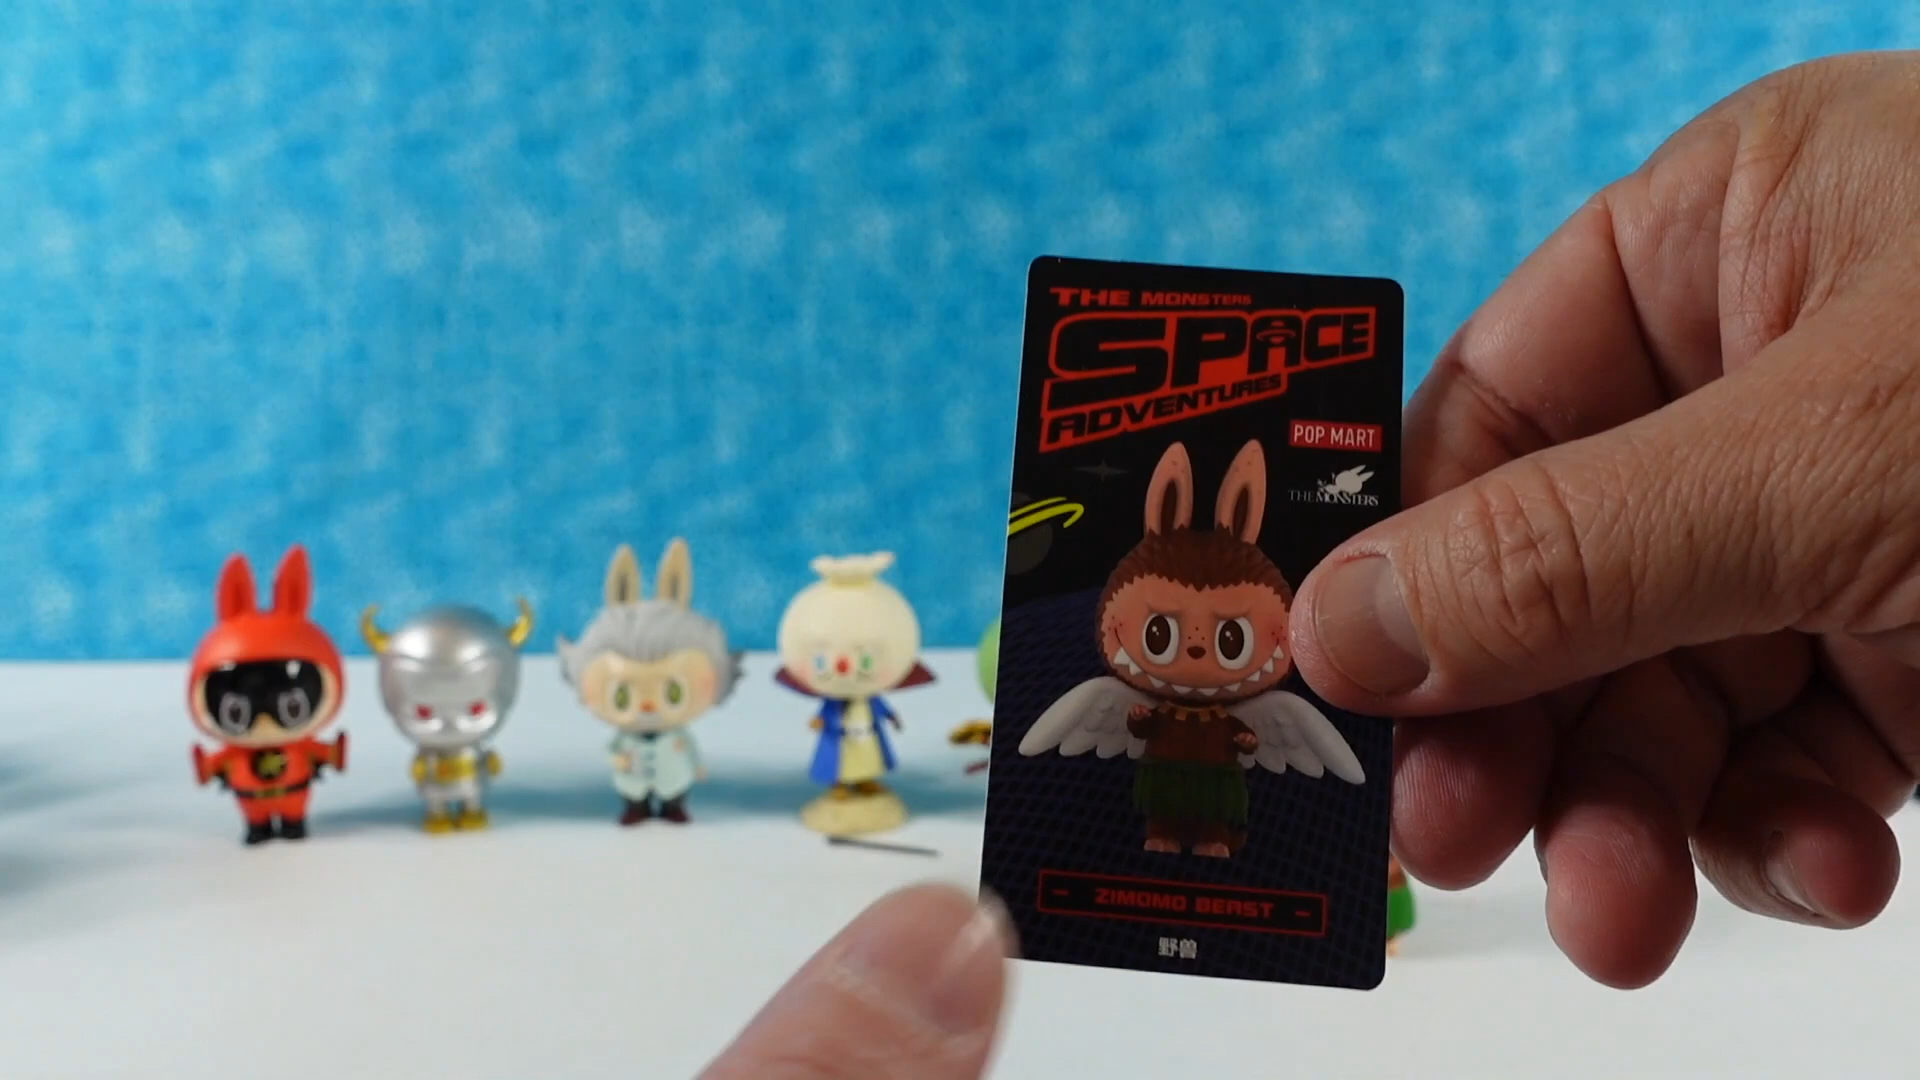 THE MONSTERS
SPACE
ADVENTURES
POP MART
THE MONSTERS
- ZIMOMO BEAST -
野兽